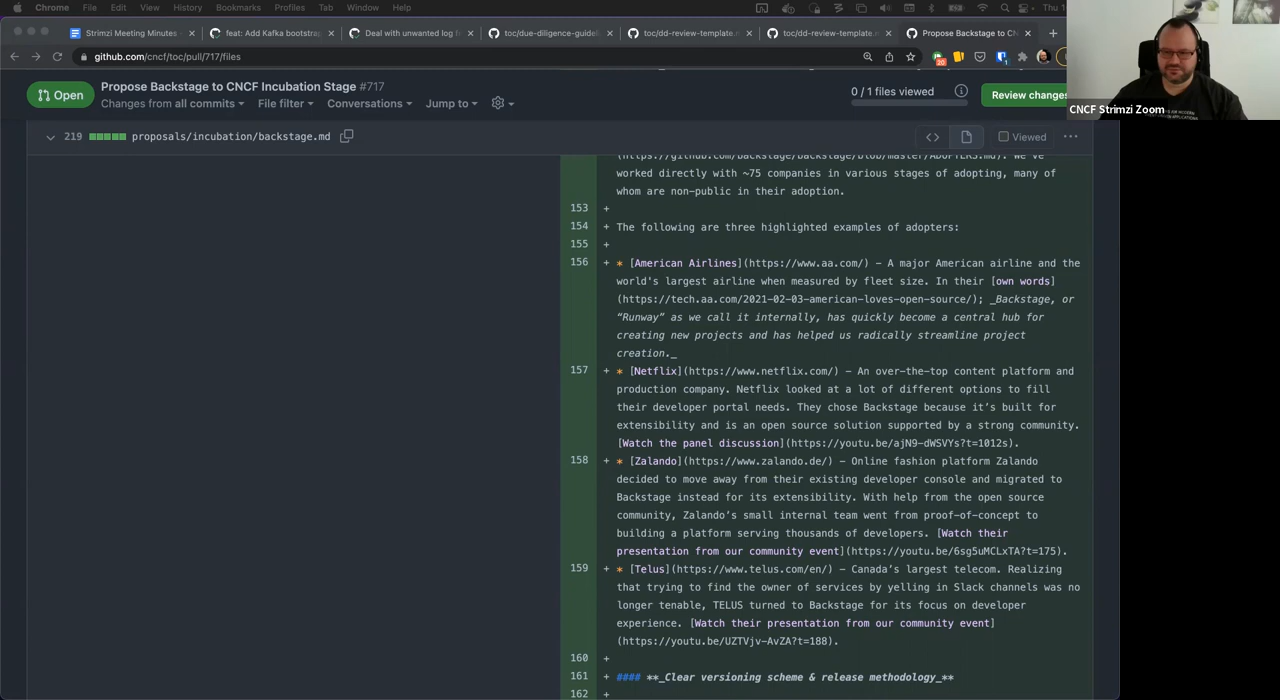 Chrome File Edit View History Bookmarks Profiles Tab Window Help
Strimzi Meeting Minutes
feat: Add Kafka bootstrap
Deal with unwanted log f
toc/due-diligence-guideli
toc/dd-review-template.m
toc/dd-review-template.m
Propose Backstage to CN
github.com/cncf/toc/pull/717/files
Open
Propose Backstage to CNCF Incubation Stage #717
Changes from all commits File filter Conversations Jump to
0 / 1 files viewed
Review changes
CNCF Strimzi Zoom
219 proposals/incubation/backstage.md
Viewed
(https://github.com/backstage/backstage/blob/master/ADOPTERS.md). We've
worked directly with ~75 companies in various stages of adopting, many of
whom are non-public in their adoption.
153 +
154 + The following are three highlighted examples of adopters:
155 +
156 + * [American Airlines](https://www.aa.com/) – A major American airline and the
world's largest airline when measured by fleet size. In their [own words]
(https://tech.aa.com/2021-02-03-american-loves-open-source/); _Backstage, or
“Runway” as we call it internally, has quickly become a central hub for
creating new projects and has helped us radically streamline project
creation._
157 + * [Netflix](https://www.netflix.com/) – An over-the-top content platform and
production company. Netflix looked at a lot of different options to fill
their developer portal needs. They chose Backstage because it’s built for
extensibility and is an open source solution supported by a strong community.
[Watch the panel discussion](https://youtu.be/ajN9-dWSVYs?t=1012s).
158 + * [Zalando](https://www.zalando.de/) – Online fashion platform Zalando
decided to move away from their existing developer console and migrated to
Backstage instead for its extensibility. With help from the open source
community, Zalando’s small internal team went from proof-of-concept to
building a platform serving thousands of developers. [Watch their
presentation from our community event](https://youtu.be/6sg5uMCLxTA?t=175).
159 + * [Telus](https://www.telus.com/en/) – Canada’s largest telecom. Realizing
that trying to find the owner of services by yelling in Slack channels was no
longer tenable, TELUS turned to Backstage for its focus on developer
experience. [Watch their presentation from our community event]
(https://youtu.be/UZTVjv-AvZA?t=188).
160 +
161 + #### **_Clear versioning scheme & release methodology_**
162 +